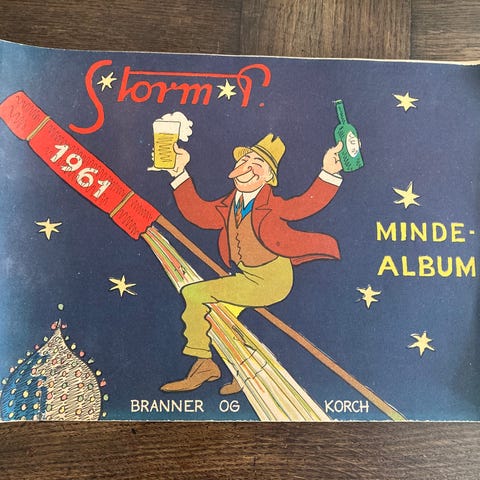 Storm P.
1961
MINDE-
ALBUM
BRANNER OG KORCH